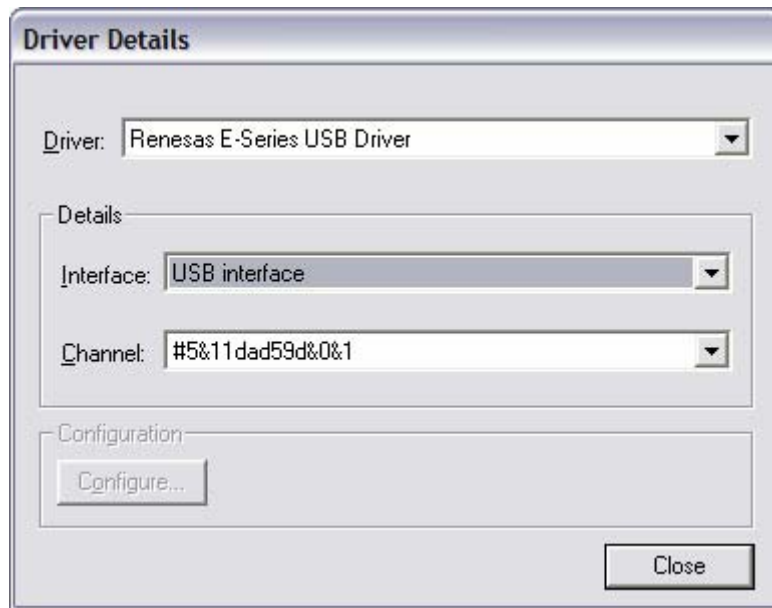 Driver Details
Driver: Renesas E-Series USB Driver
Details
Interface: USB interface
Channel: #5&11dad59d&0&1
Configuration
Configure...
Close